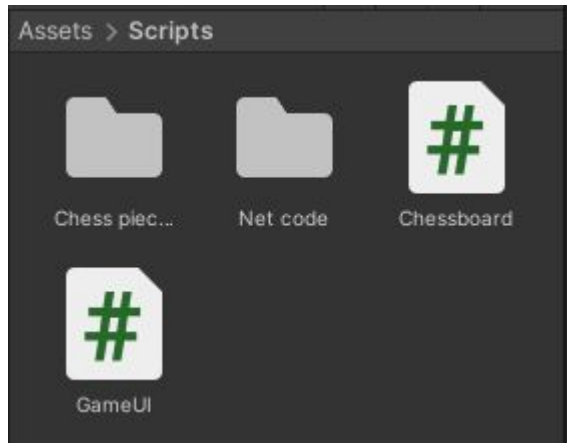 Assets > Scripts
Chess piec...
Net code
Chessboard
GameUI